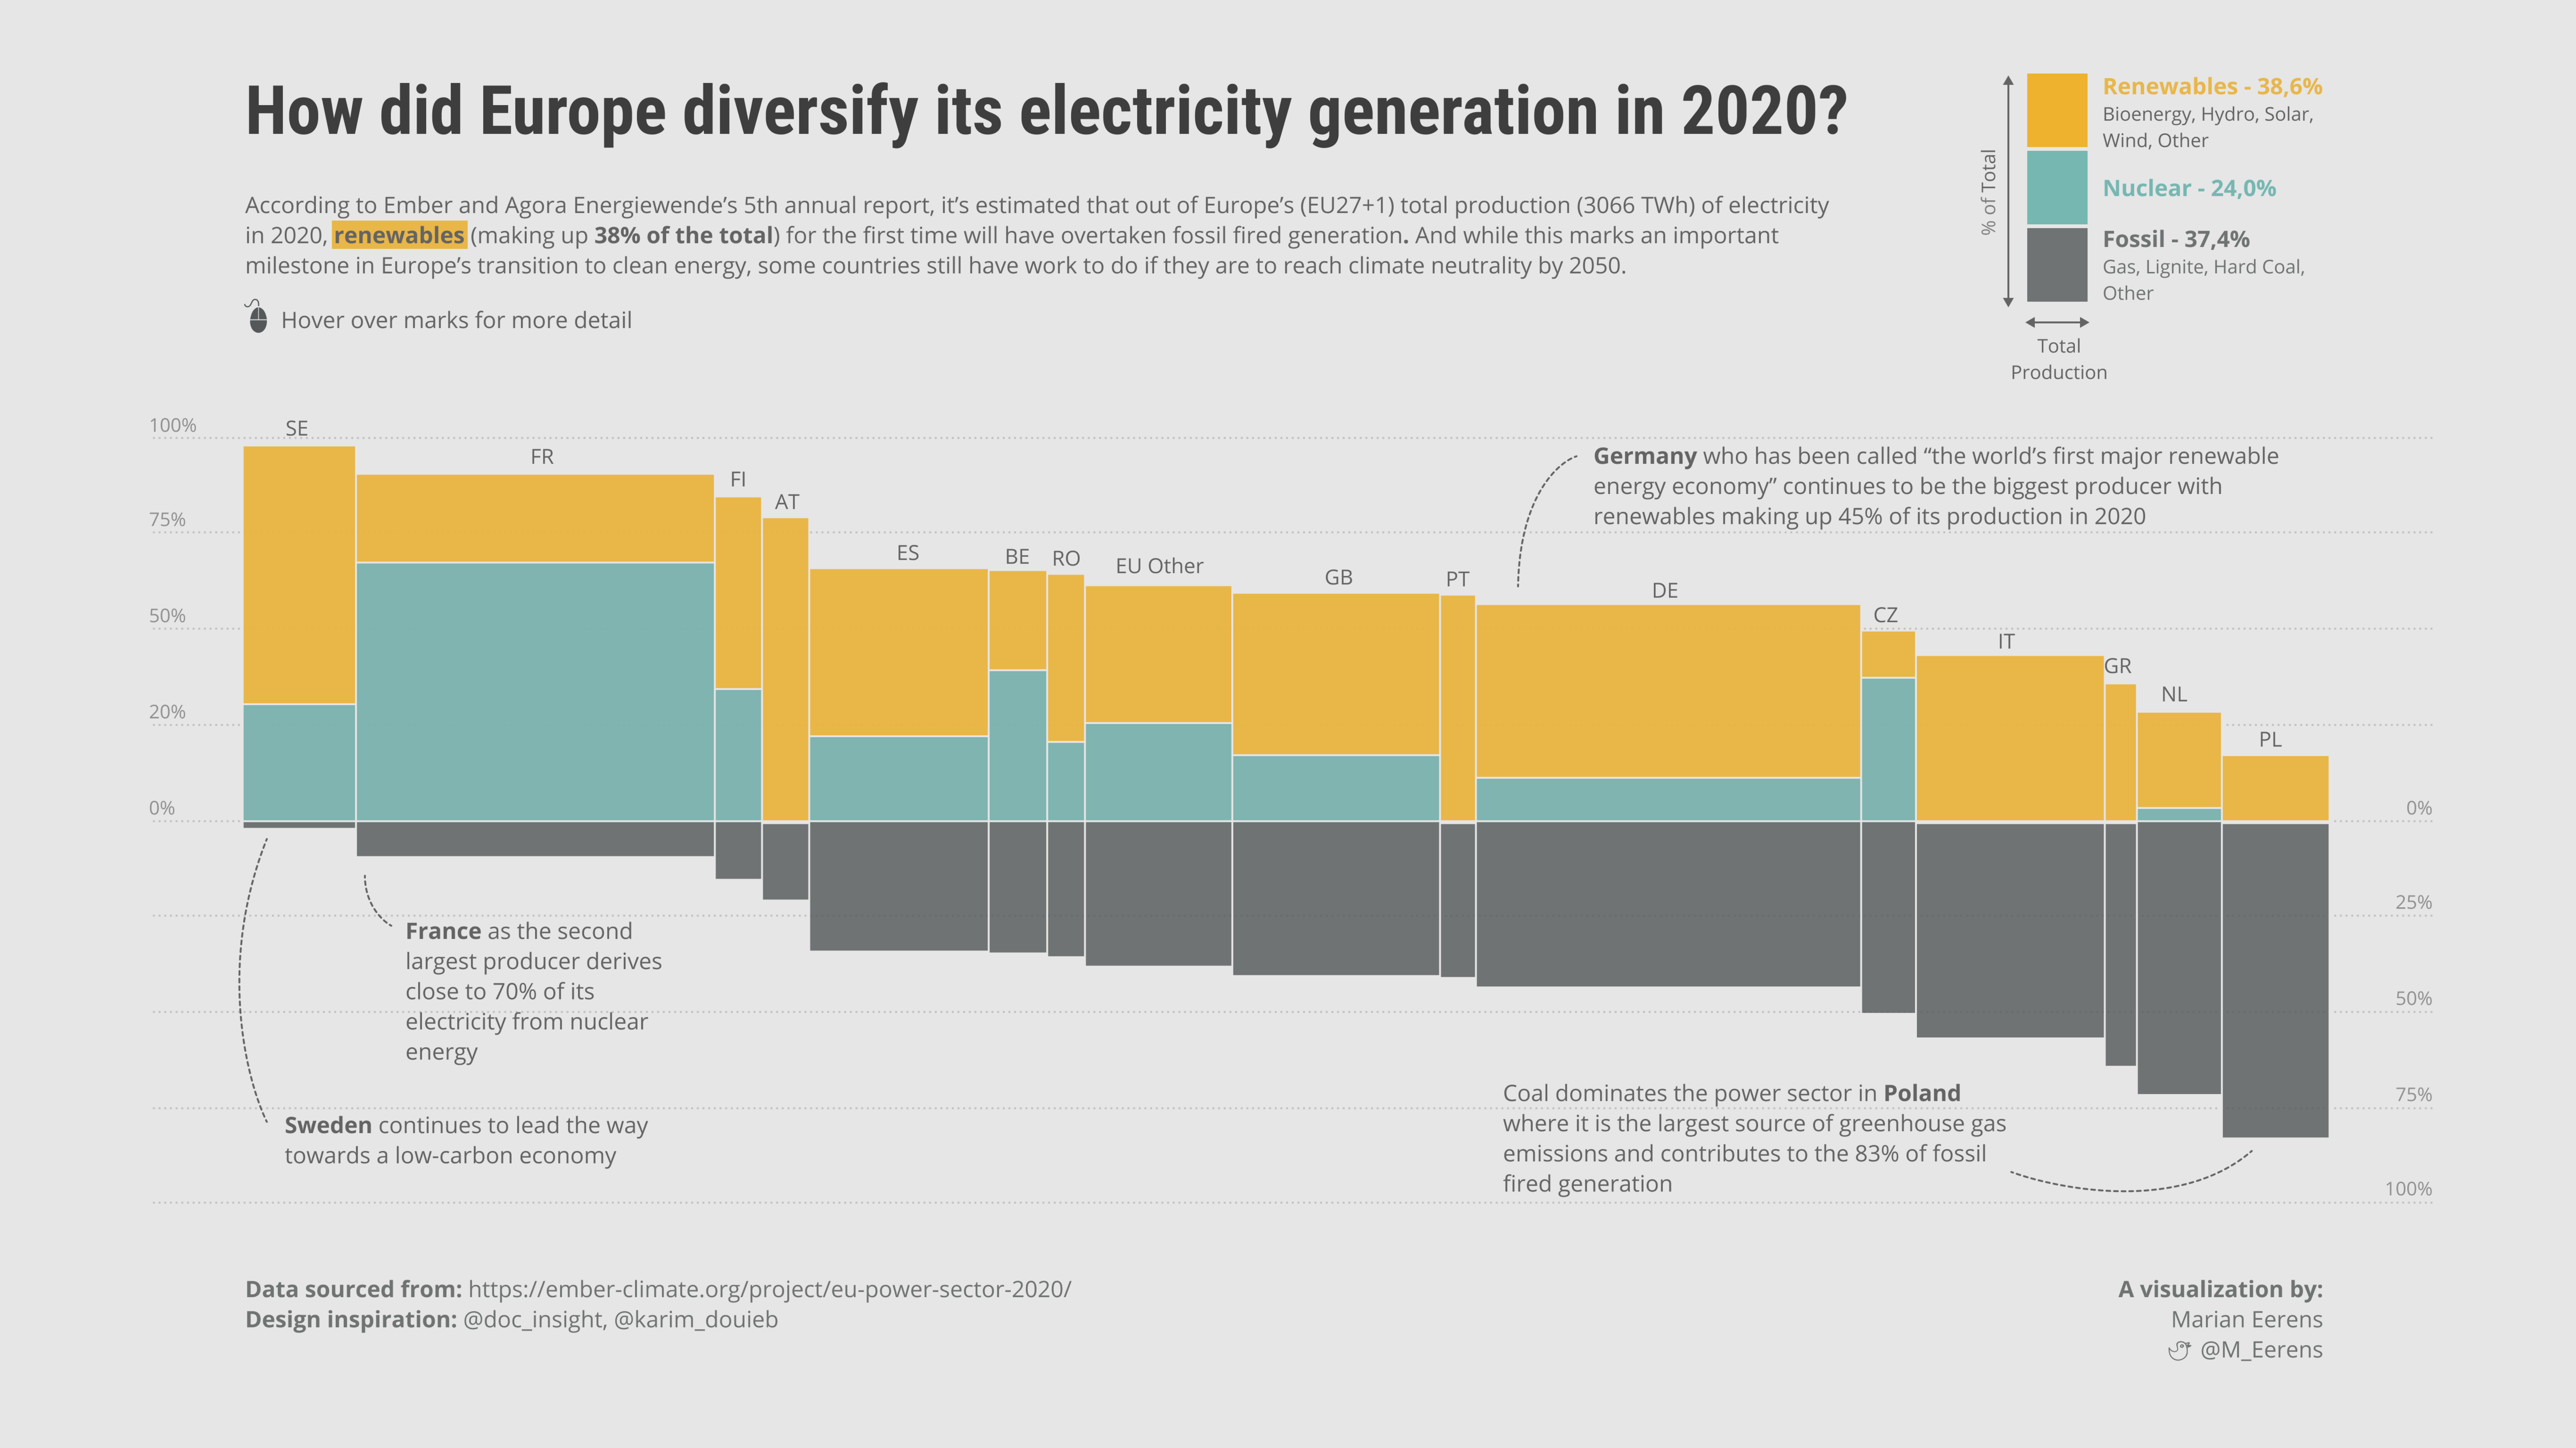 How did Europe diversify its electricity generation in 2020?
According to Ember and Agora Energiewende’s 5th annual report, it’s estimated that out of Europe’s (EU27+1) total production (3066 TWh) of electricity
in 2020, renewables (making up 38% of the total) for the first time will have overtaken fossil fired generation. And while this marks an important
milestone in Europe’s transition to clean energy, some countries still have work to do if they are to reach climate neutrality by 2050.
Hover over marks for more detail
% of Total
Renewables - 38,6%
Bioenergy, Hydro, Solar,
Wind, Other
Nuclear - 24,0%
Fossil - 37,4%
Gas, Lignite, Hard Coal,
Other
Total
Production
100%
75%
50%
20%
0%
SE
FR
FI
AT
ES
BE
RO
EU Other
GB
PT
DE
CZ
IT
GR
NL
PL
Germany who has been called “the world’s first major renewable
energy economy” continues to be the biggest producer with
renewables making up 45% of its production in 2020
0%
25%
50%
75%
100%
France as the second
largest producer derives
close to 70% of its
electricity from nuclear
energy
Sweden continues to lead the way
towards a low-carbon economy
Coal dominates the power sector in Poland
where it is the largest source of greenhouse gas
emissions and contributes to the 83% of fossil
fired generation
Data sourced from: https://ember-climate.org/project/eu-power-sector-2020/
Design inspiration: @doc_insight, @karim_douieb
A visualization by:
Marian Eerens
@M_Eerens